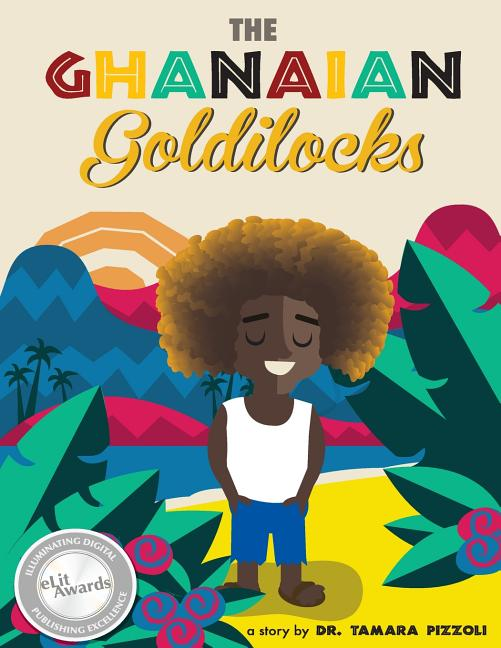 THE
GHANAIAN
Goldilocks
ILLUMINATING DIGITAL
eLit
Awards
PUBLISHING EXCELLENCE
a story by DR. TAMARA PIZZOLI